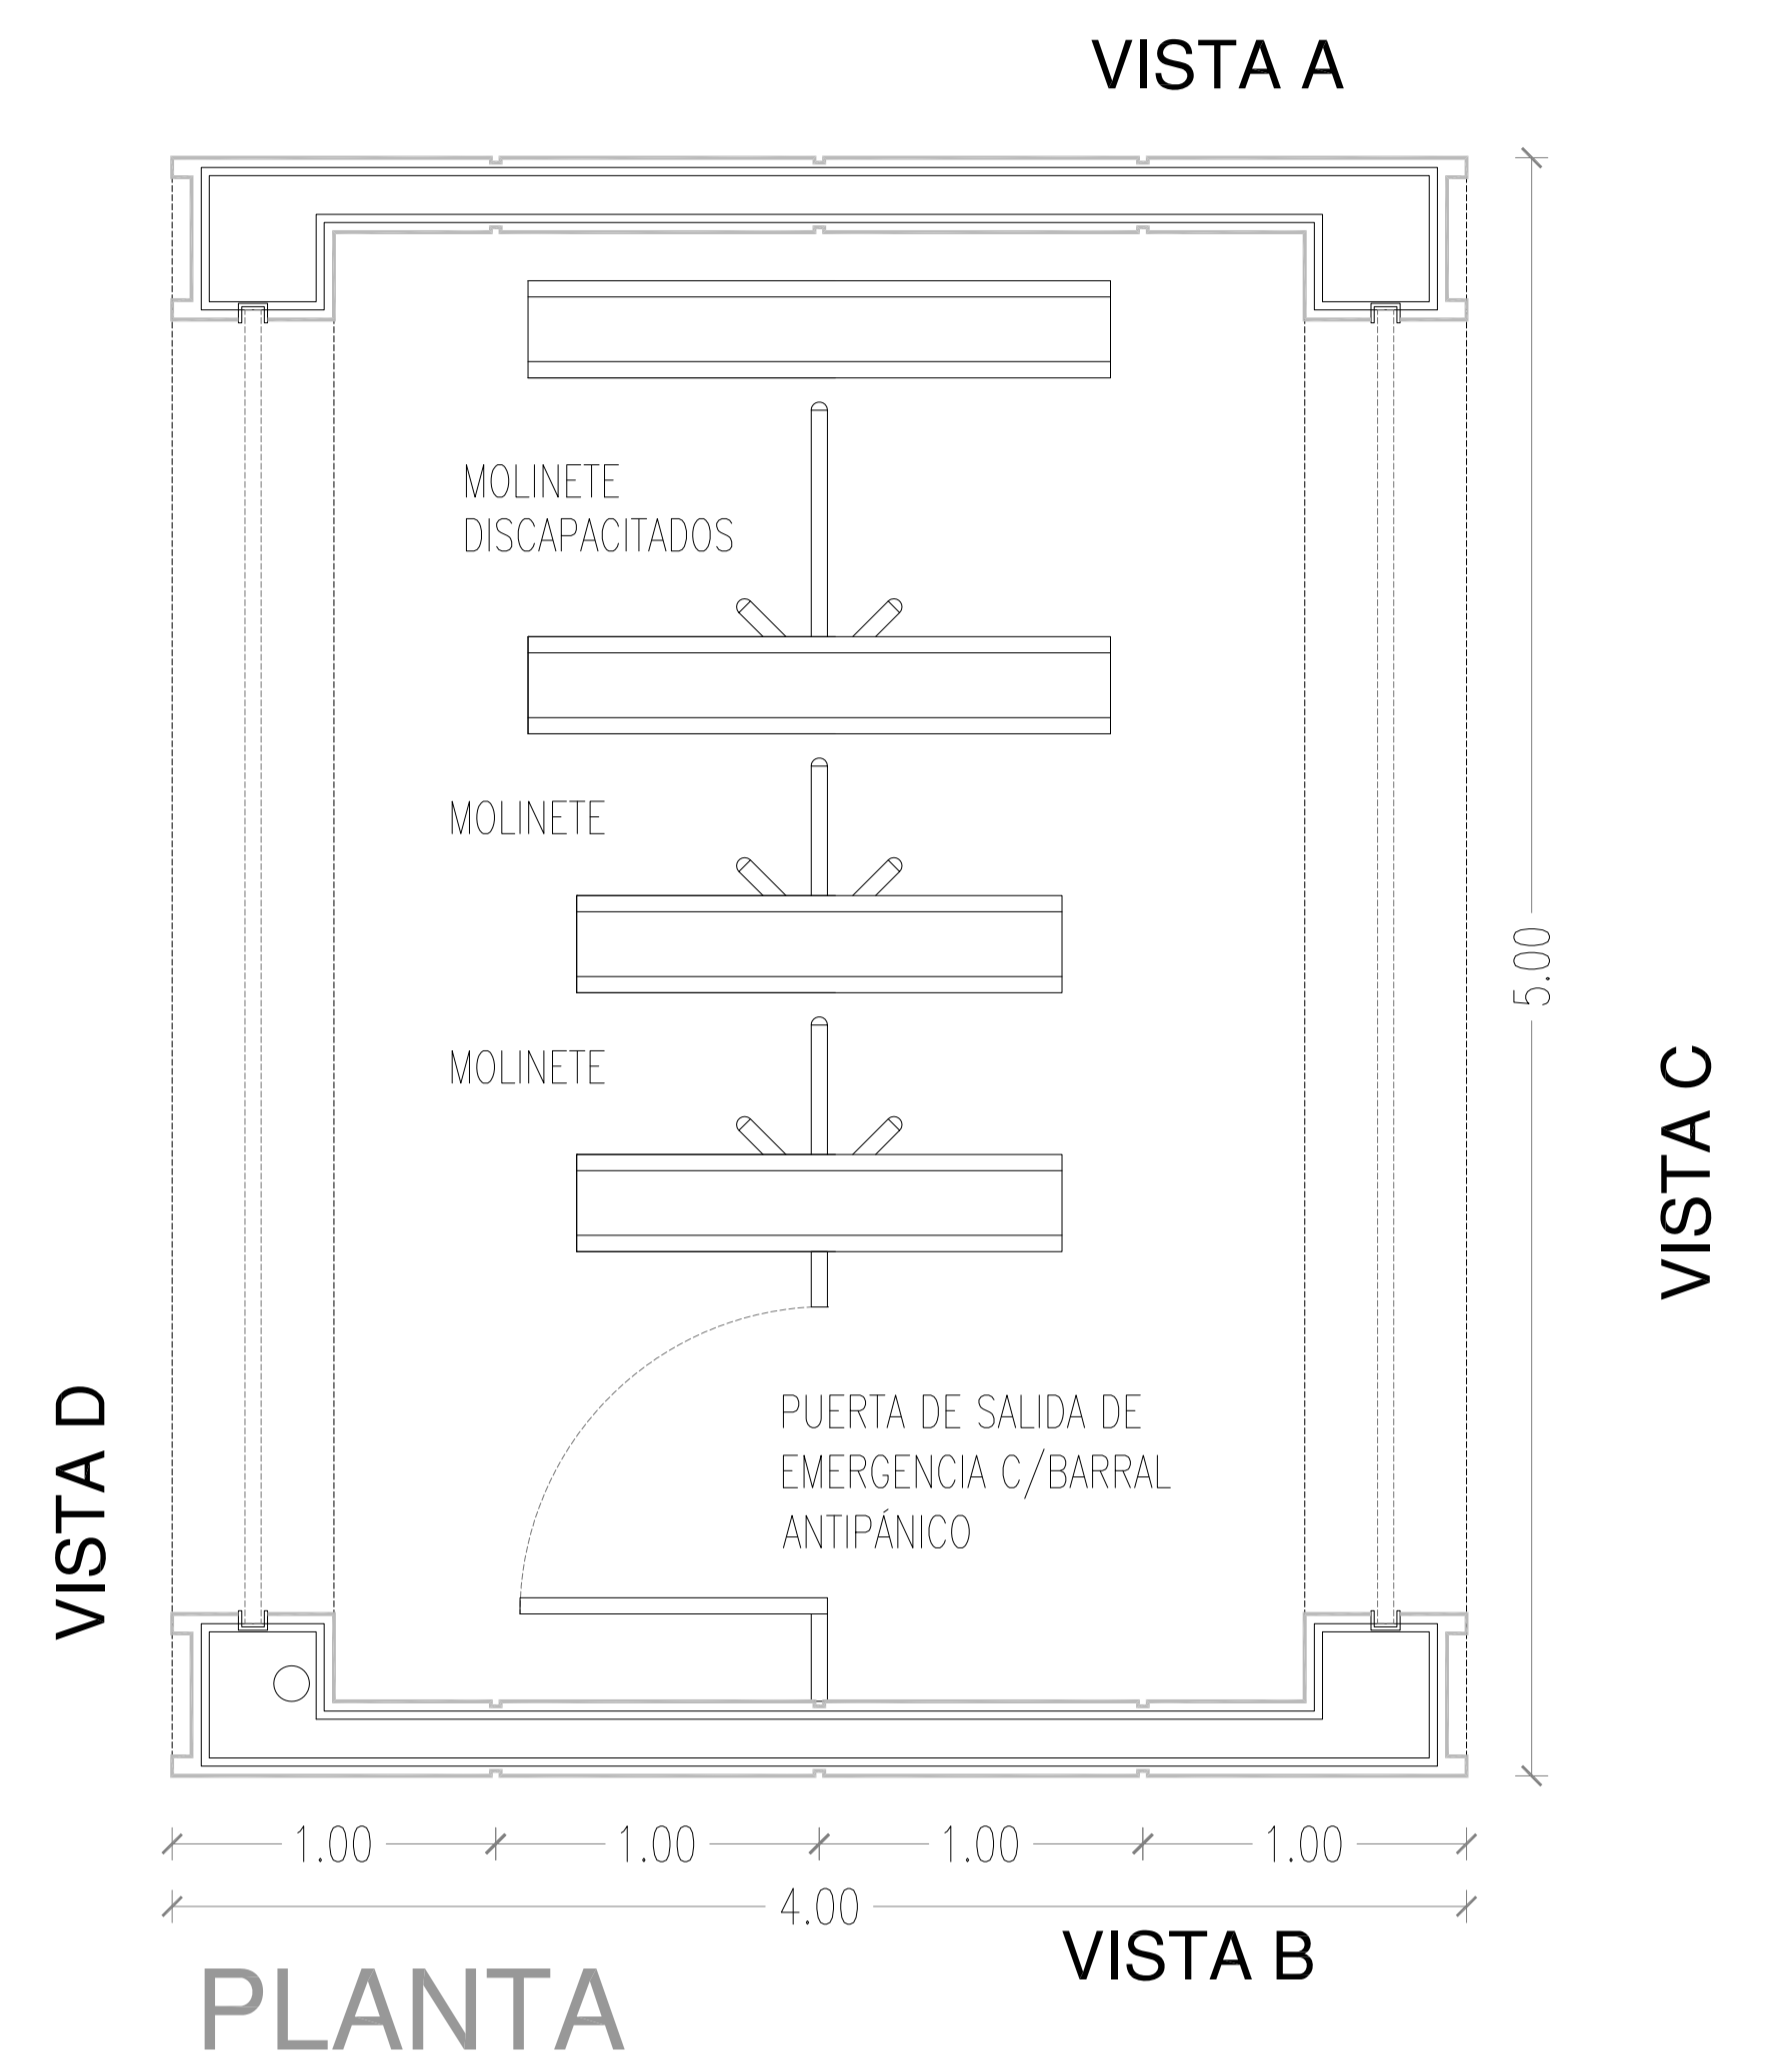 VISTA A
MOLINETE
DISCAPACITADOS
MOLINETE
5.00
MOLINETE
VISTA C
VISTA D
PUERTA DE SALIDA DE
EMERGENCIA C/BARRAL
ANTIPÁNICO
1.00 1.00 1.00 1.00
4.00
VISTA B
PLANTA